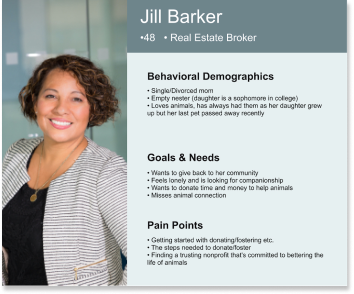 Jill Barker
•48 • Real Estate Broker
Behavioral Demographics
• Single/Divorced mom
• Empty nester (daughter is a sophomore in college)
• Loves animals, has always had them as her daughter grew
up but her last pet passed away recently
Goals & Needs
• Wants to give back to her community
• Feels lonely and is looking for companionship
• Wants to donate time and money to help animals
• Misses animal connection
Pain Points
• Getting started with donating/fostering etc.
• The steps needed to donate/foster
• Finding a trusting nonprofit that's committed to bettering the
life of animals